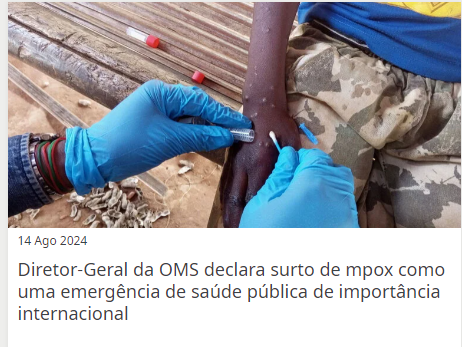 14 Ago 2024
Diretor-Geral da OMS declara surto de mpox como
uma emergência de saúde pública de importância
internacional